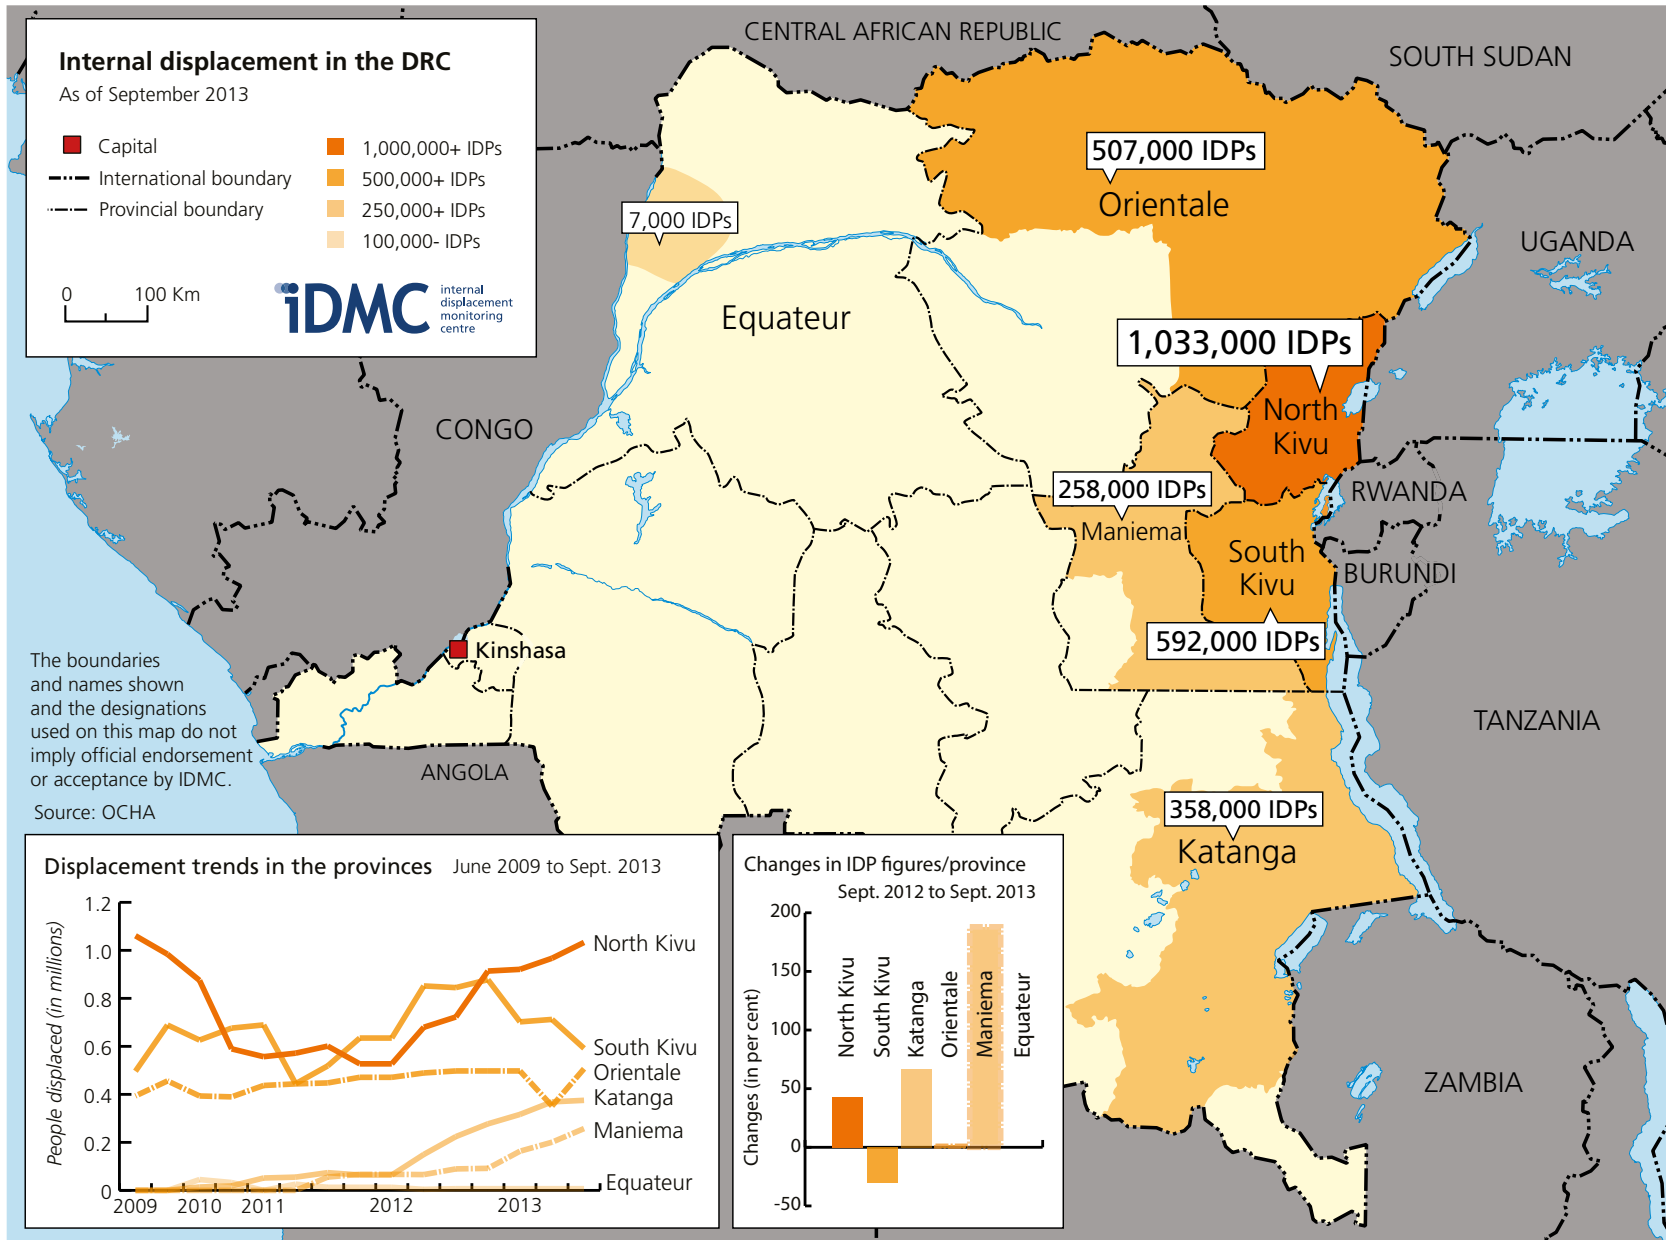 Internal displacement in the DRC
As of September 2013
Capital
International boundary
Provincial boundary
1,000,000+ IDPs
500,000+ IDPs
250,000+ IDPs
100,000- IDPs
0 100 Km
iDMC
internal
displacement
monitoring
centre
CENTRAL AFRICAN REPUBLIC
SOUTH SUDAN
507,000 IDPs
Orientale
7,000 IDPs
UGANDA
Equateur
1,033,000 IDPs
North
Kivu
CONGO
258,000 IDPs
RWANDA
Maniema
South
Kivu
BURUNDI
592,000 IDPs
Kinshasa
TANZANIA
ANGOLA
358,000 IDPs
Katanga
ZAMBIA
The boundaries
and names shown
and the designations
used on this map do not
imply official endorsement
or acceptance by IDMC.
Source: OCHA
Displacement trends in the provinces June 2009 to Sept. 2013
People displaced (in millions)
1.2
1.0
0.8
0.6
0.4
0.2
0
2009 2010 2011 2012 2013
North Kivu
South Kivu
Orientale
Katanga
Maniema
Equateur
Changes in IDP figures/province
Sept. 2012 to Sept. 2013
Changes (in per cent)
200
150
100
50
0
-50
North Kivu
South Kivu
Katanga
Orientale
Maniema
Equateur